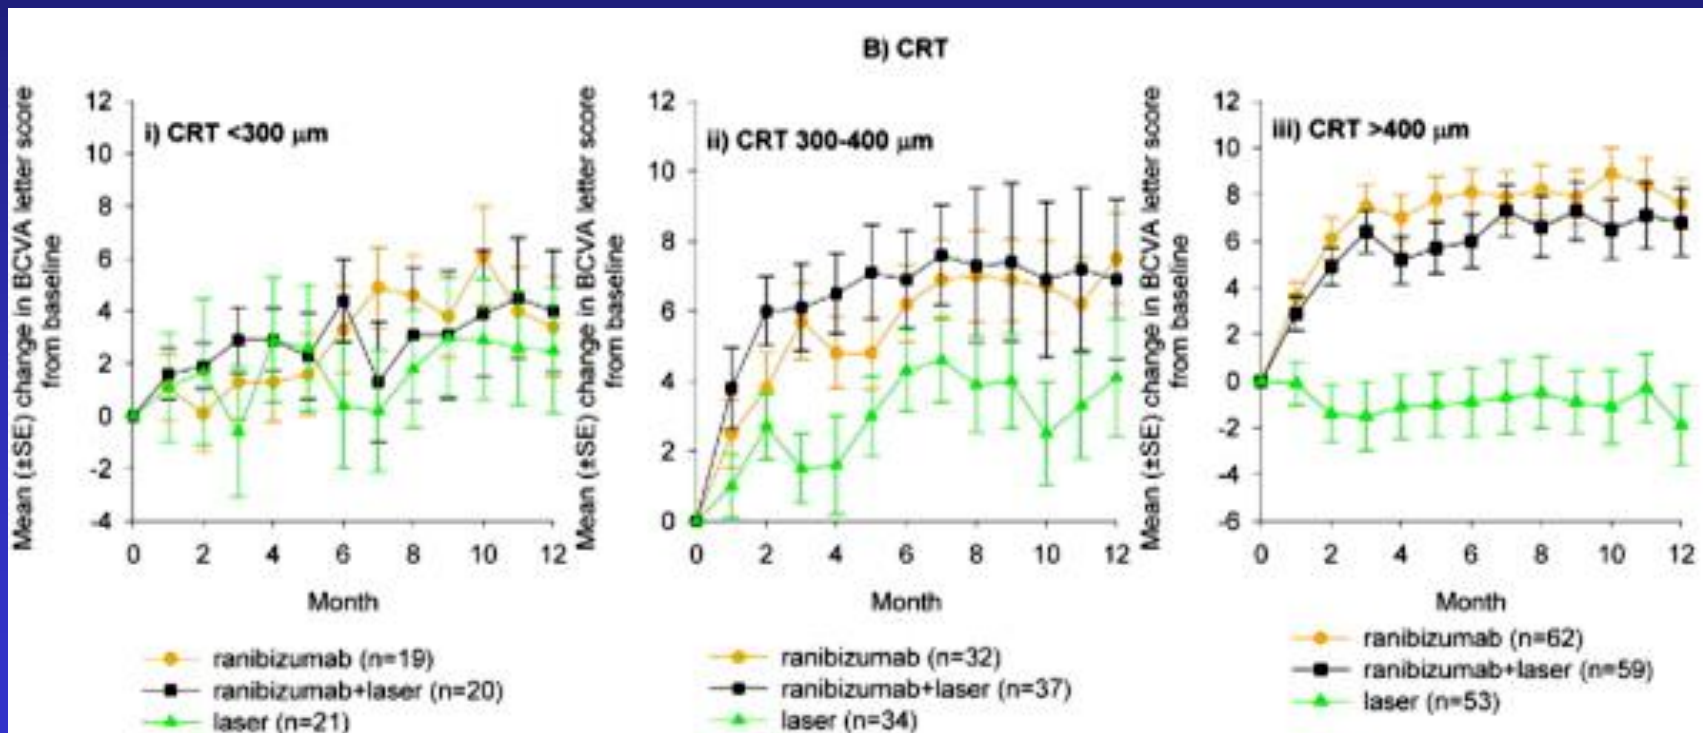 B) CRT
Mean (±SE) change in BCVA letter score
from baseline
12
10
8
6
4
2
0
-2
-4
i) CRT <300 µm
0 2 4 6 8 10 12
Month
ranibizumab (n=19)
ranibizumab+laser (n=20)
laser (n=21)
Mean (±SE) change in BCVA letter score
from baseline
12
10
8
6
4
2
0
ii) CRT 300-400 µm
0 2 4 6 8 10 12
Month
ranibizumab (n=32)
ranibizumab+laser (n=37)
laser (n=34)
Mean (±SE) change in BCVA letter score
from baseline
12
10
8
6
4
2
0
-2
-4
-6
iii) CRT >400 µm
0 2 4 6 8 10 12
Month
ranibizumab (n=62)
ranibizumab+laser (n=59)
laser (n=53)